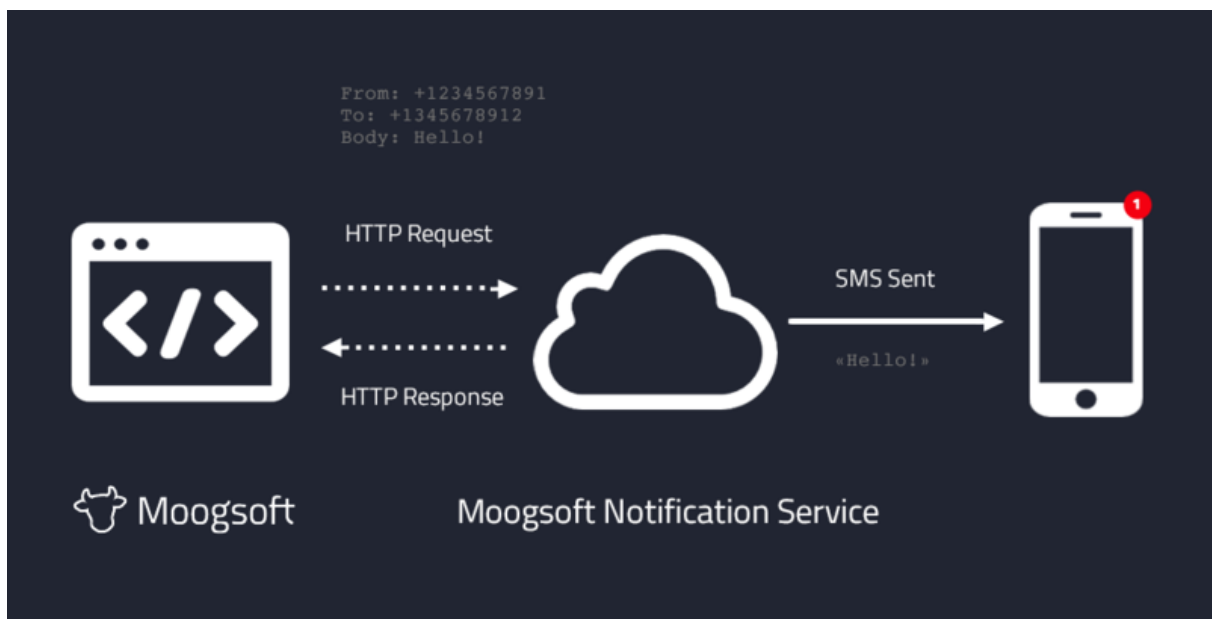 From: +1234567891
To: +1345678912
Body: Hello!
1
HTTP Request
SMS Sent
«Hello!»
HTTP Response
Moogsoft
Moogsoft Notification Service